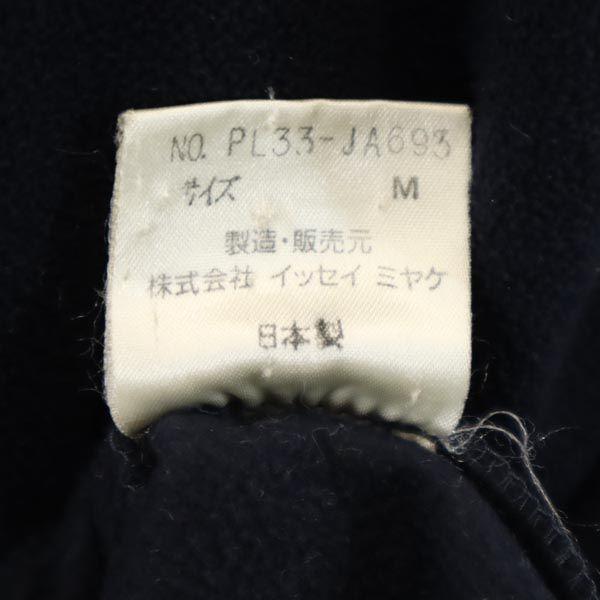 NO. PL33-JA693
サイズ M
製造・販売元
株式会社 イッセイ ミヤケ
日本製